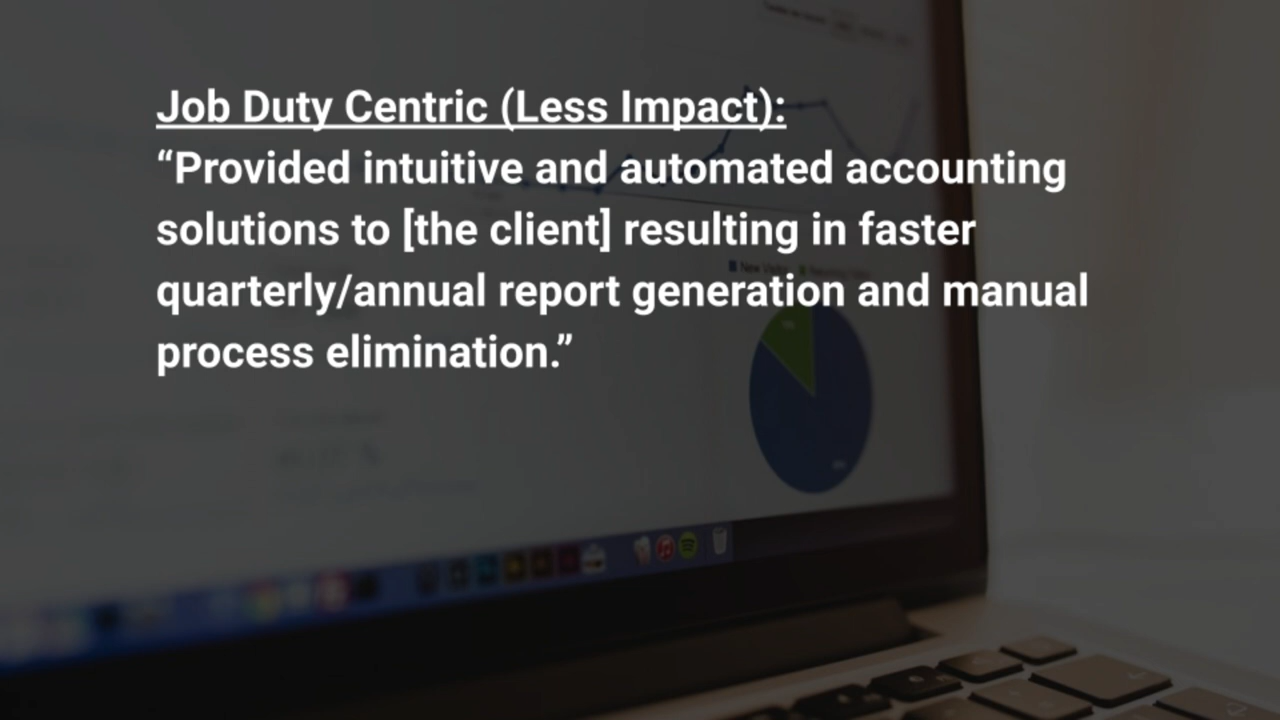 Job Duty Centric (Less Impact):
“Provided intuitive and automated accounting
solutions to [the client] resulting in faster
quarterly/annual report generation and manual
process elimination.”